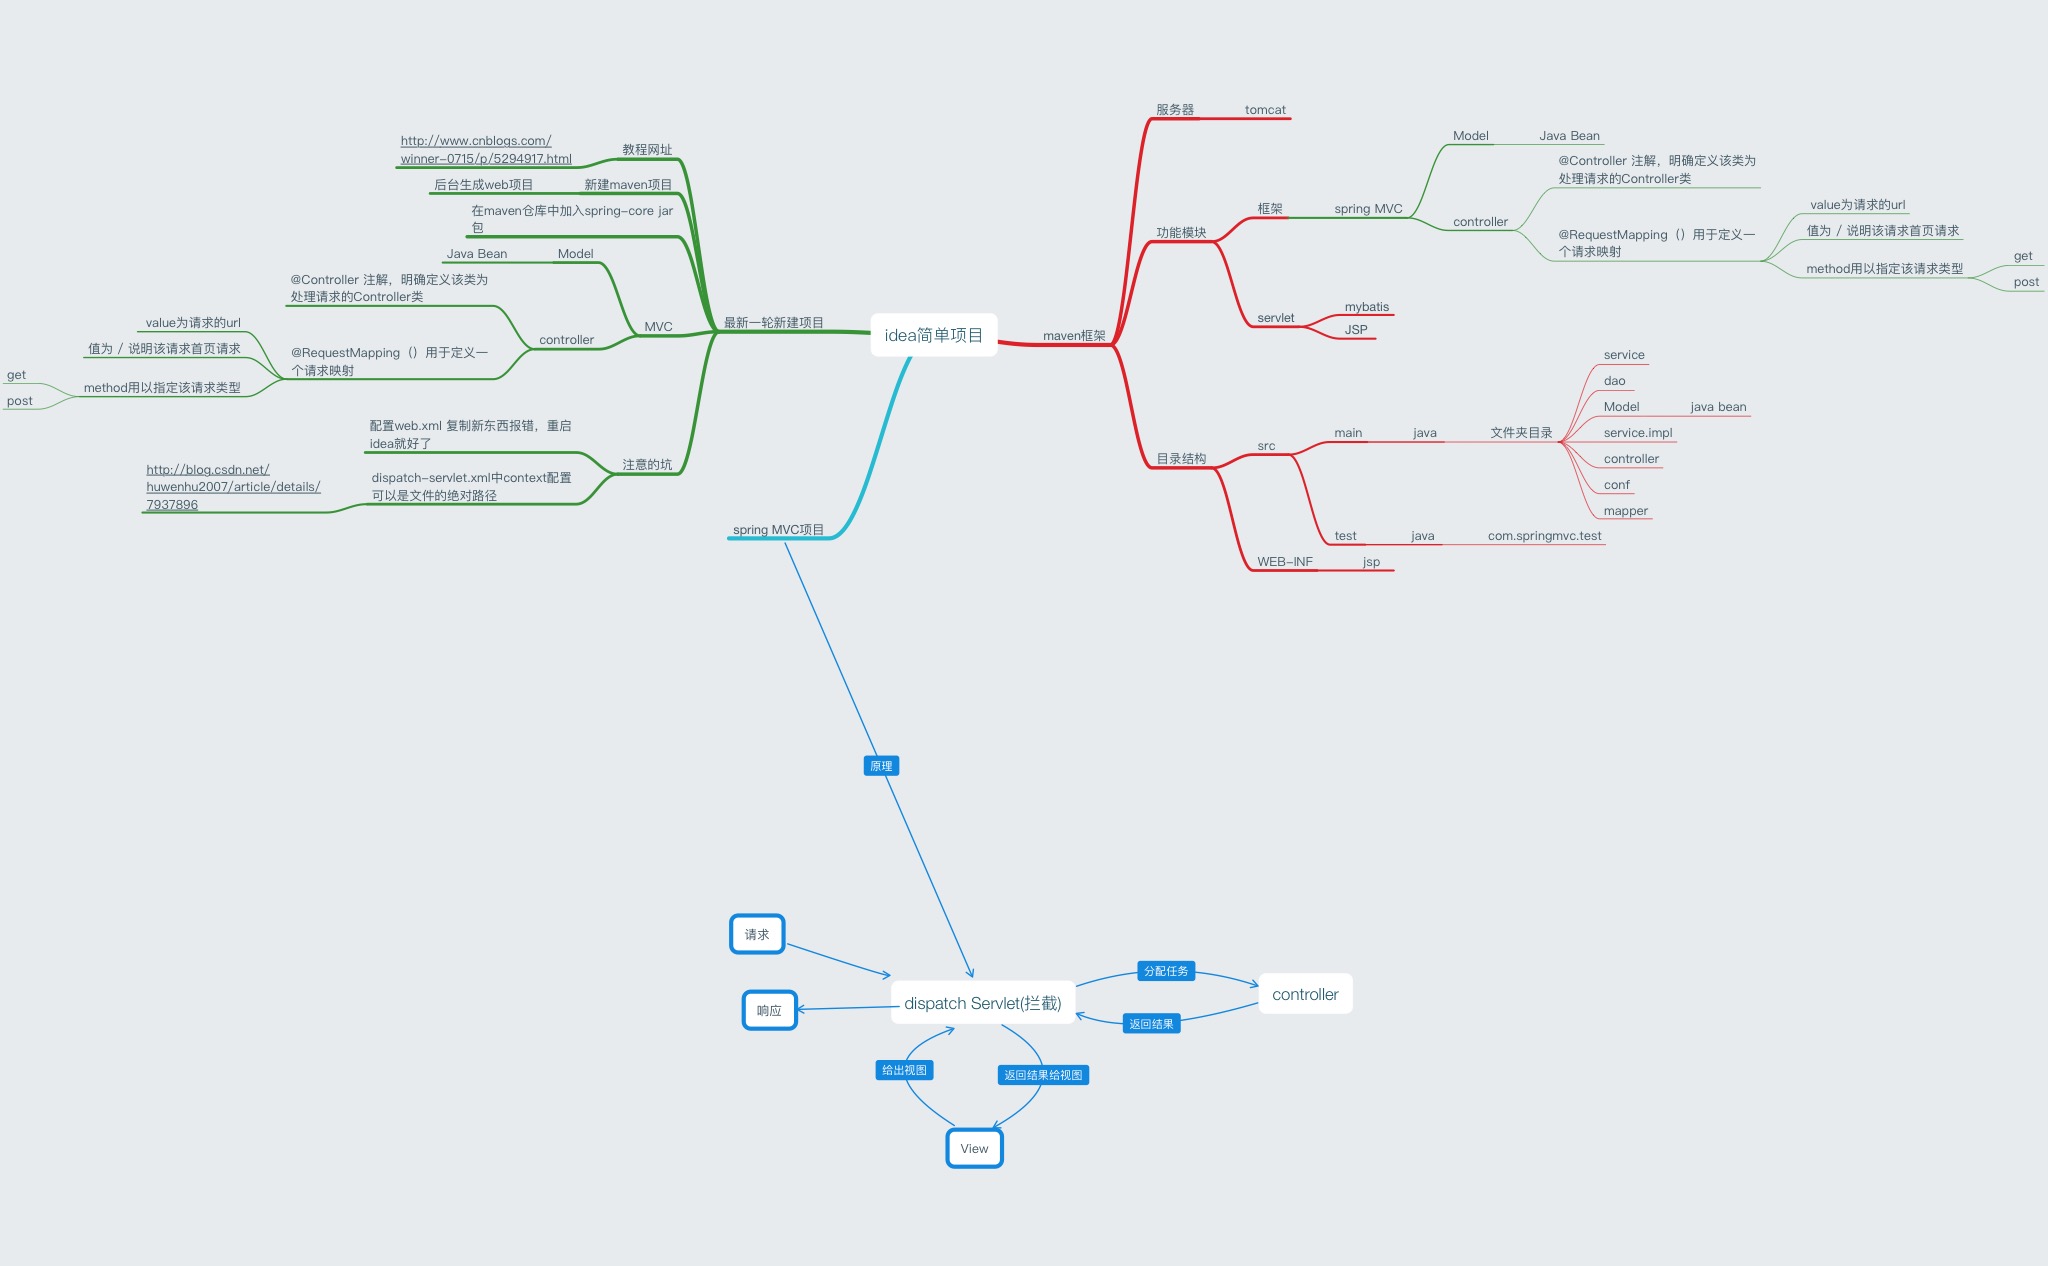 idea简单项目
maven框架
服务器
tomcat
功能模块
框架
spring MVC
Model
Java Bean
controller
@Controller 注解，明确定义该类为
处理请求的Controller类
@RequestMapping（）用于定义一
个请求映射
value为请求的url
值为 / 说明该请求首页请求
method用以指定该请求类型
get
post
servlet
mybatis
JSP
目录结构
src
main
java
文件夹目录
service
dao
Model
java bean
service.impl
controller
conf
mapper
test
java
com.springmvc.test
WEB-INF
jsp
最新一轮新建项目
教程网址
http://www.cnblogs.com/
winner-0715/p/5294917.html
新建maven项目
后台生成web项目
在maven仓库中加入spring-core jar
包
MVC
Model
Java Bean
controller
@Controller 注解，明确定义该类为
处理请求的Controller类
@RequestMapping（）用于定义一
个请求映射
value为请求的url
值为 / 说明该请求首页请求
method用以指定该请求类型
get
post
注意的坑
配置web.xml 复制新东西报错，重启
idea就好了
dispatch-servlet.xml中context配置
可以是文件的绝对路径
http://blog.csdn.net/
huwenhu2007/article/details/
7937896
spring MVC项目
原理
请求
响应
dispatch Servlet(拦截)
分配任务
controller
返回结果
给出视图
返回结果给视图
View